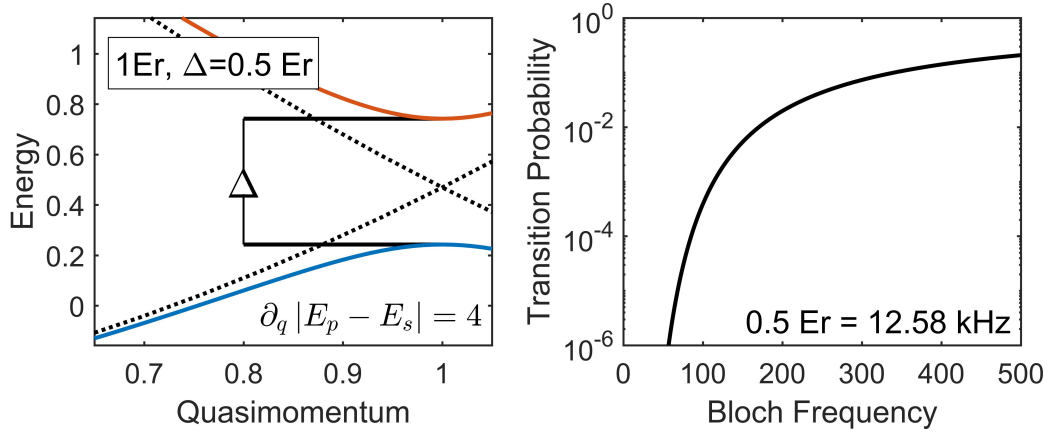 1Er, Δ=0.5 Er
Δ
∂q |Ep − Es| = 4
1
0.8
0.6
0.4
0.2
0
Energy
0.7
0.8
0.9
1
Quasimomentum
10^0
10^-2
10^-4
10^-6
Transition Probability
0.5 Er = 12.58 kHz
0
100
200
300
400
500
Bloch Frequency